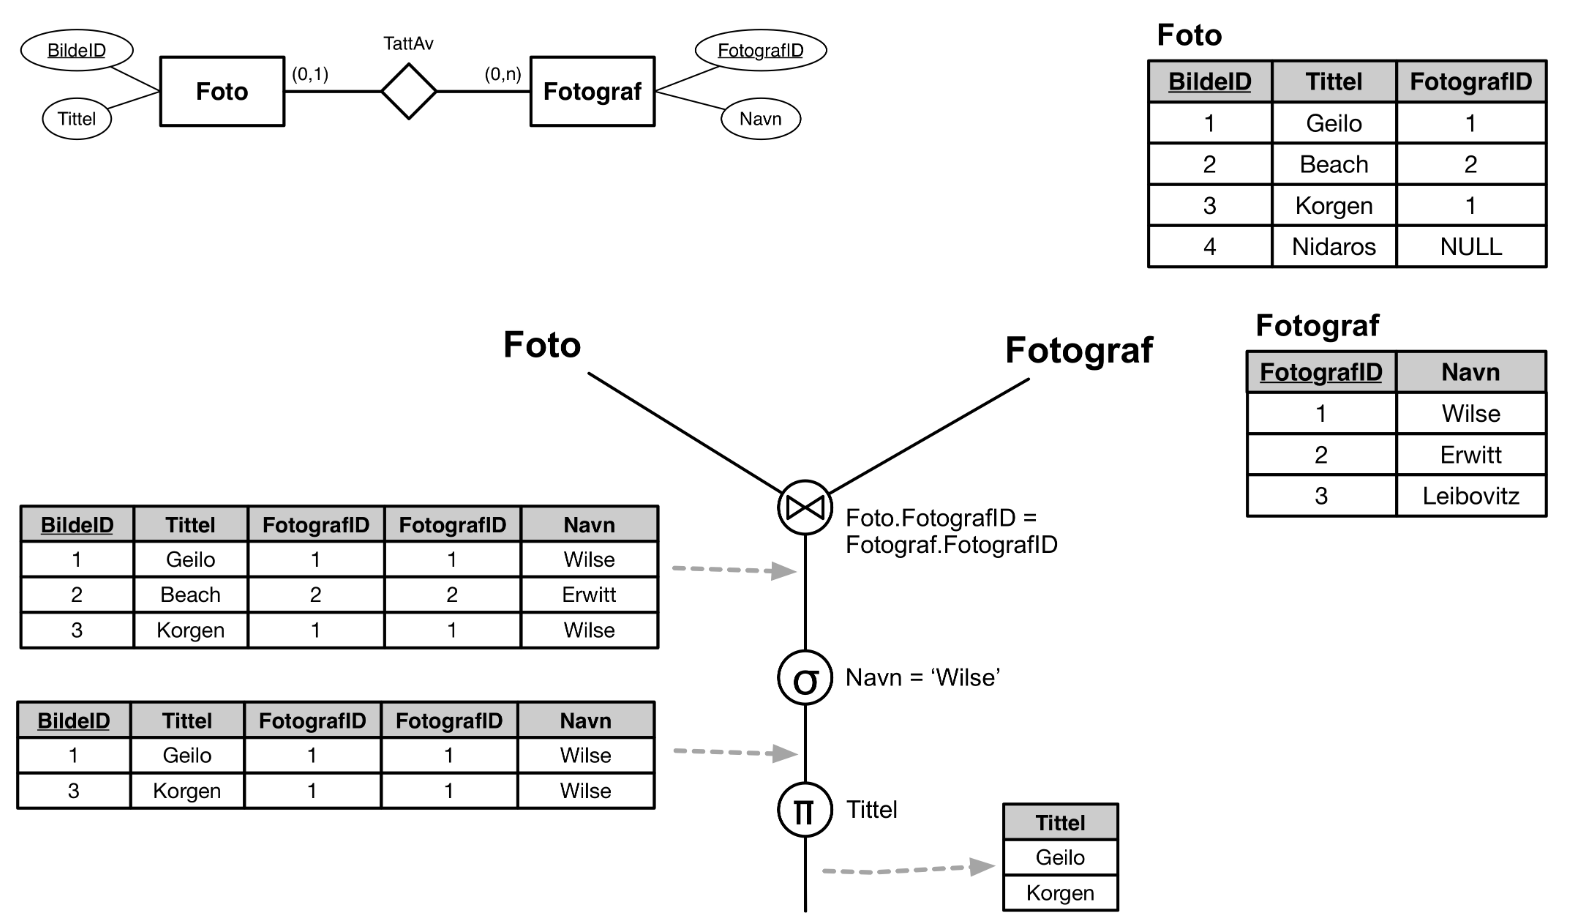 BildeID
Tittel
Foto
(0,1)
TattAv
(0,n)
Fotograf
FotografID
Navn
Foto
BildeID Tittel FotografID
1 Geilo 1
2 Beach 2
3 Korgen 1
4 Nidaros NULL
Fotograf
FotografID Navn
1 Wilse
2 Erwitt
3 Leibovitz
Foto
Fotograf
Foto.FotografID =
Fotograf.FotografID
BildeID Tittel FotografID FotografID Navn
1 Geilo 1 1 Wilse
2 Beach 2 2 Erwitt
3 Korgen 1 1 Wilse
σ Navn = ‘Wilse’
BildeID Tittel FotografID FotografID Navn
1 Geilo 1 1 Wilse
3 Korgen 1 1 Wilse
π Tittel
Tittel
Geilo
Korgen